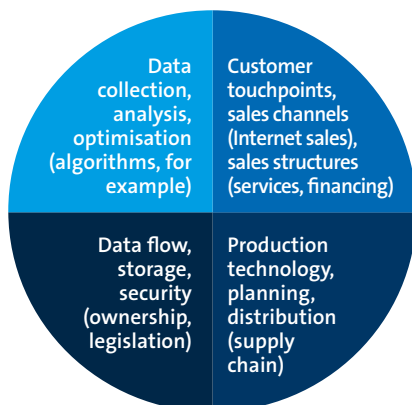 Data
collection,
analysis,
optimisation
(algorithms, for
example)
Customer
touchpoints,
sales channels
(Internet sales),
sales structures
(services, financing)
Data flow,
storage,
security
(ownership,
legislation)
Production
technology,
planning,
distribution
(supply
chain)